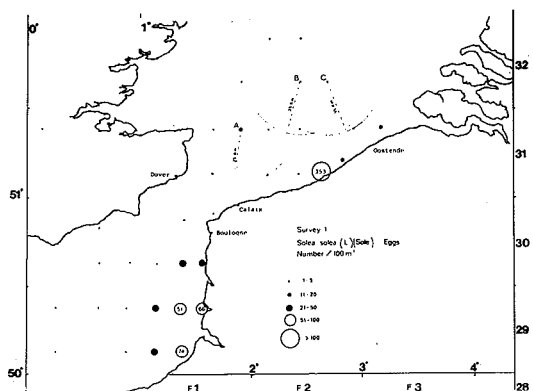 0° 1°
32
B C
A
31
Oostende
Dover
353
51°
Calais
Survey 1
Boulogne
Solea solea (L) (Sole) Eggs
Number / 100 m³
30
1-5
11-20
21-50
51 66
51-100
29
>100
74
50°
2° 3° 4°
F1 F2 F3 28